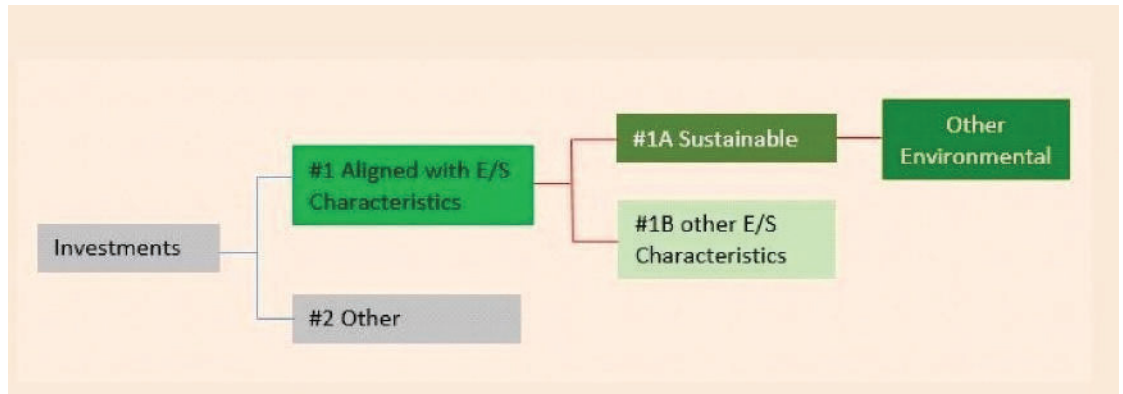 Investments
#1 Aligned with E/S
Characteristics
#2 Other
#1A Sustainable
#1B other E/S
Characteristics
Other
Environmental